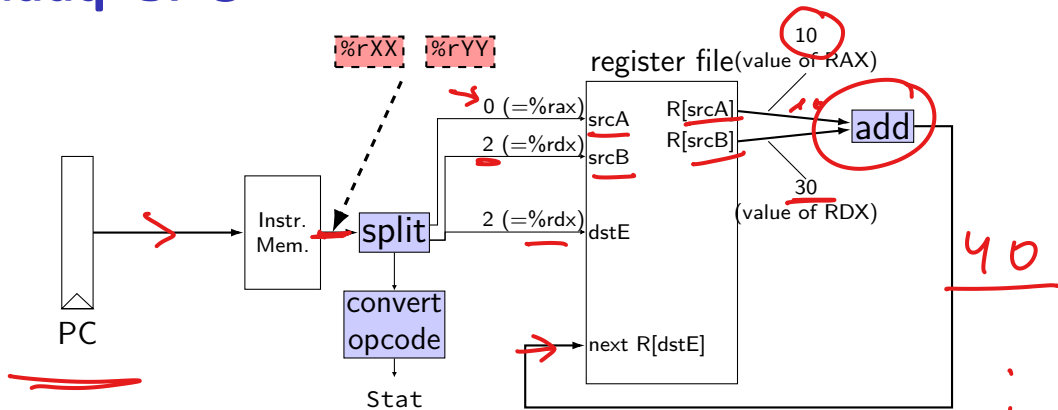 %rXX %rYY
10
register file (value of RAX)
0 (=%rax)
srcA
R[srcA]
10
add
2 (=%rdx)
srcB
R[srcB]
30
(value of RDX)
Instr.
Mem.
split
2 (=%rdx)
dstE
40
convert
opcode
PC
next R[dstE]
Stat